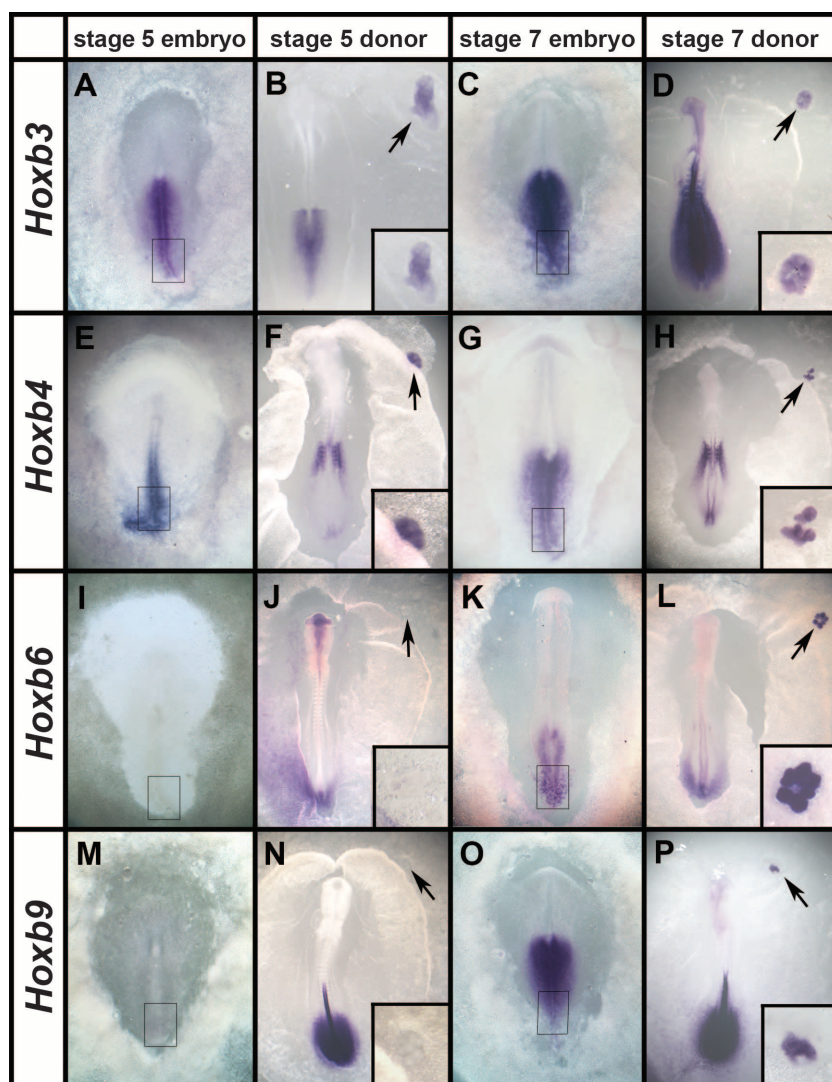 stage 5 embryo stage 5 donor stage 7 embryo stage 7 donor
Hoxb3
A B C D
Hoxb4
E F G H
Hoxb6
I J K L
Hoxb9
M N O P